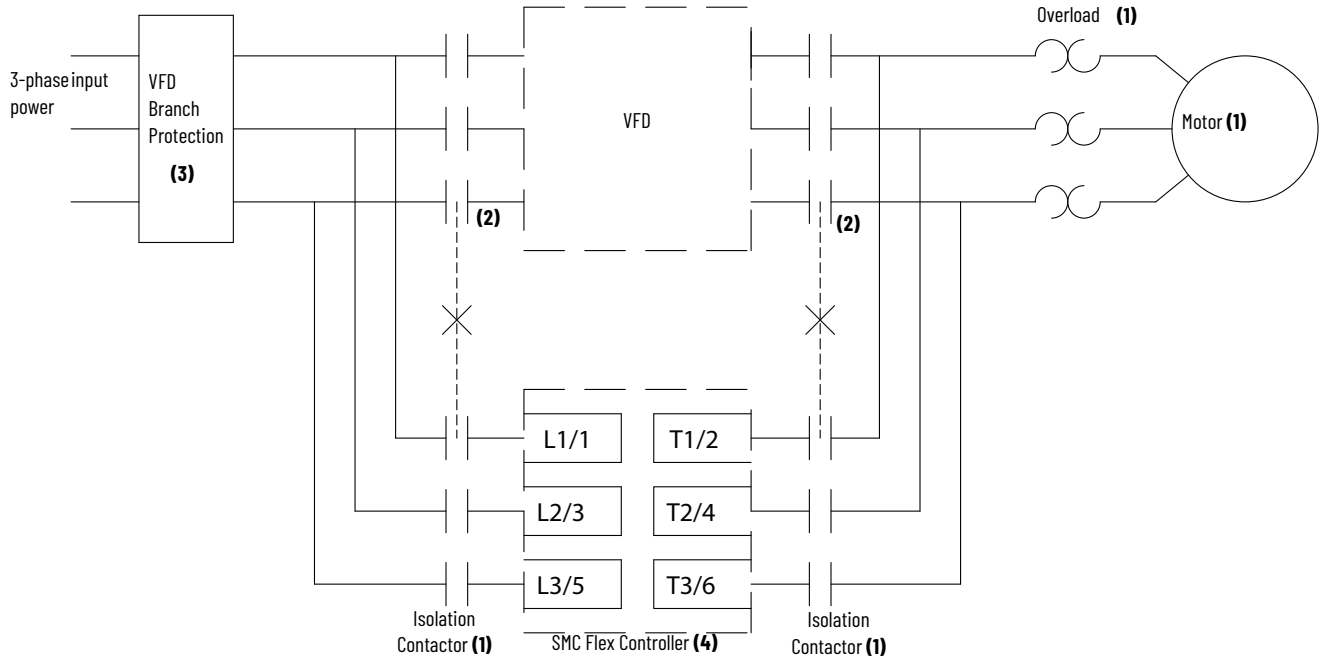 Overload (1)
3-phase input
power
VFD
Branch
Protection
(3)
VFD
Motor (1)
(2)
(2)
L1/1
T1/2
L2/3
T2/4
L3/5
T3/6
Isolation
Contactor (1)
SMC Flex Controller (4)
Isolation
Contactor (1)